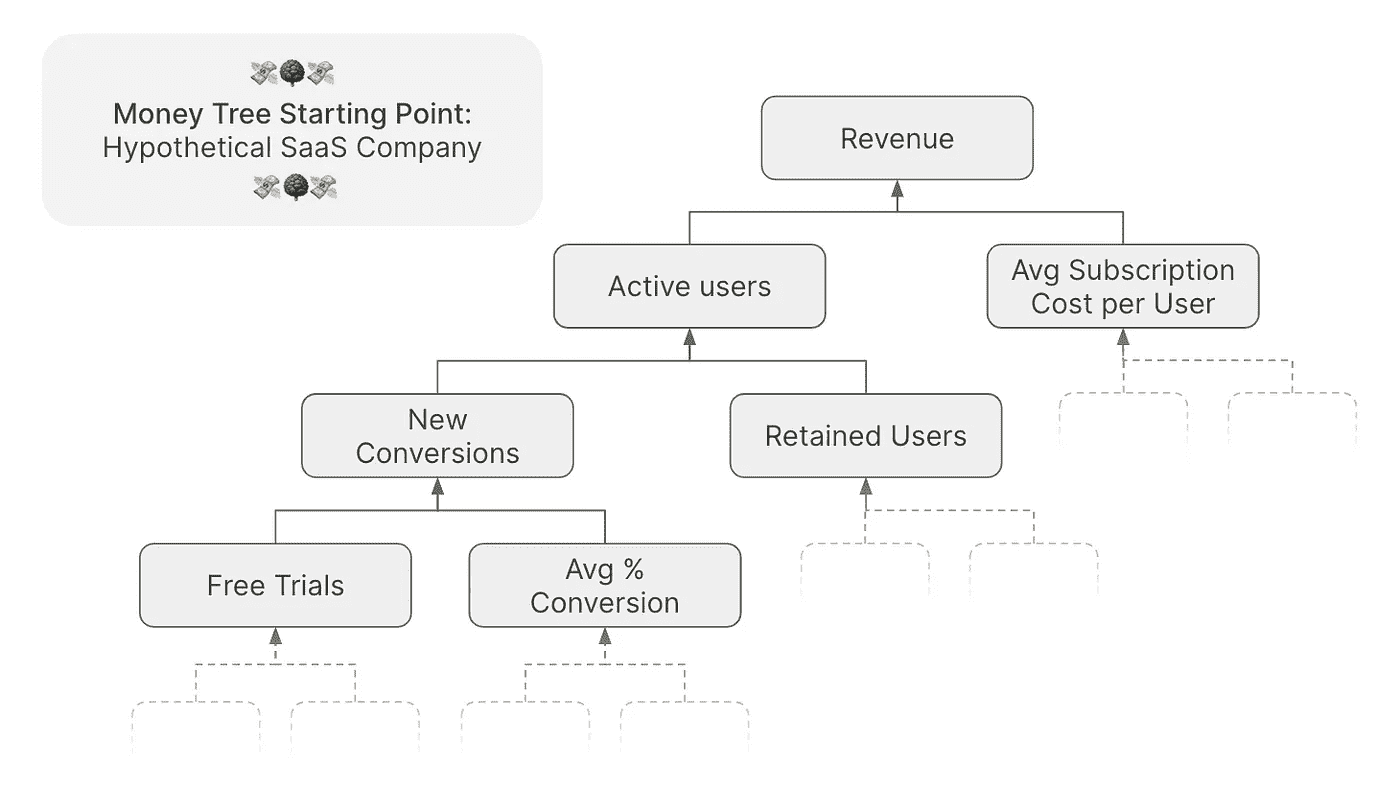 Money Tree Starting Point:
Hypothetical SaaS Company
Revenue
Active users
Avg Subscription
Cost per User
New
Conversions
Retained Users
Free Trials
Avg %
Conversion